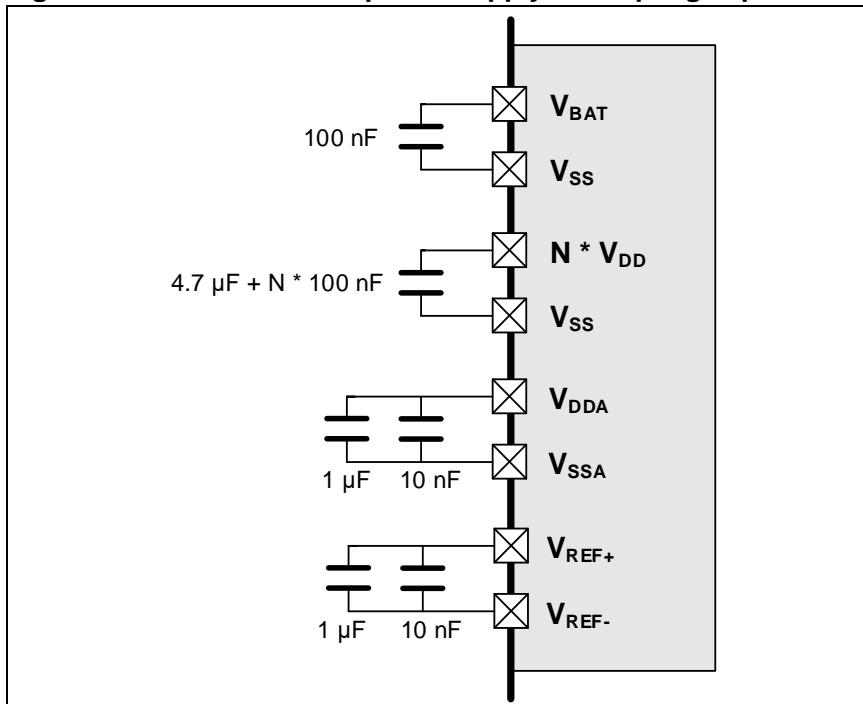 V_BAT
100 nF
V_SS
N * V_DD
4.7 µF + N * 100 nF
V_SS
V_DDA
V_SSA
1 µF 10 nF
V_REF+
V_REF-
1 µF 10 nF